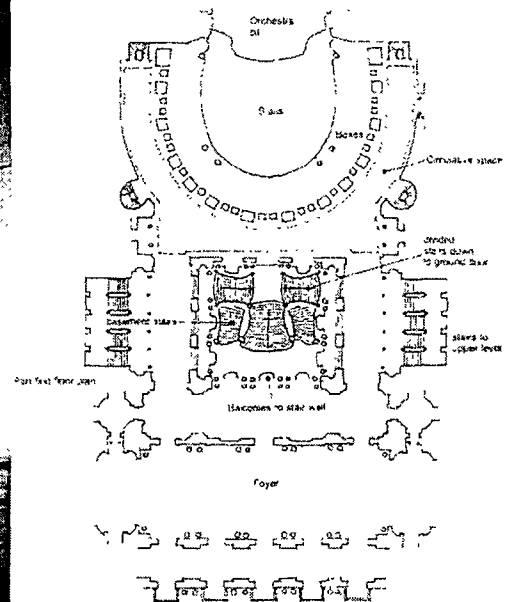 Orchestra
pit
Stalls
Boxes
Circulation space
divided
stairs down
to ground floor
basement stairs
stairs to
upper levels
Part first floor plan
Balconies to stair well
Foyer